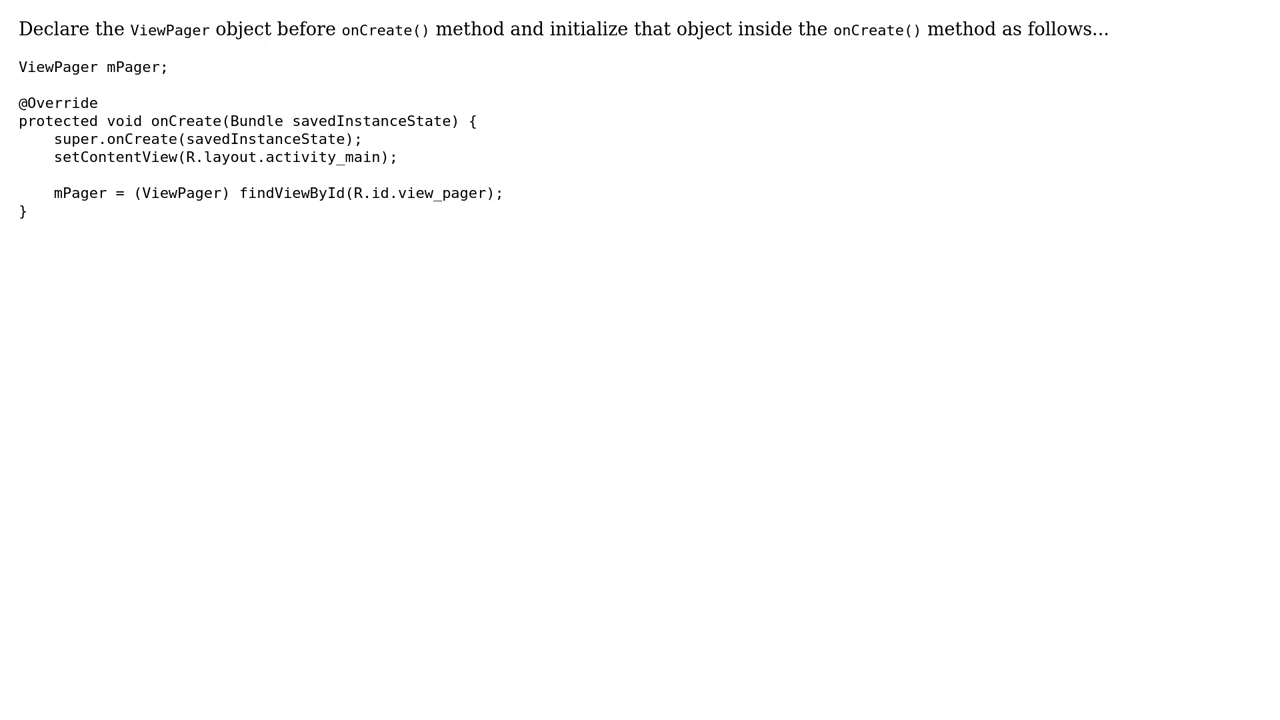 Declare the ViewPager object before onCreate() method and initialize that object inside the onCreate() method as follows...
ViewPager mPager;
@Override
protected void onCreate(Bundle savedInstanceState) {
    super.onCreate(savedInstanceState);
    setContentView(R.layout.activity_main);
    mPager = (ViewPager) findViewById(R.id.view_pager);
}